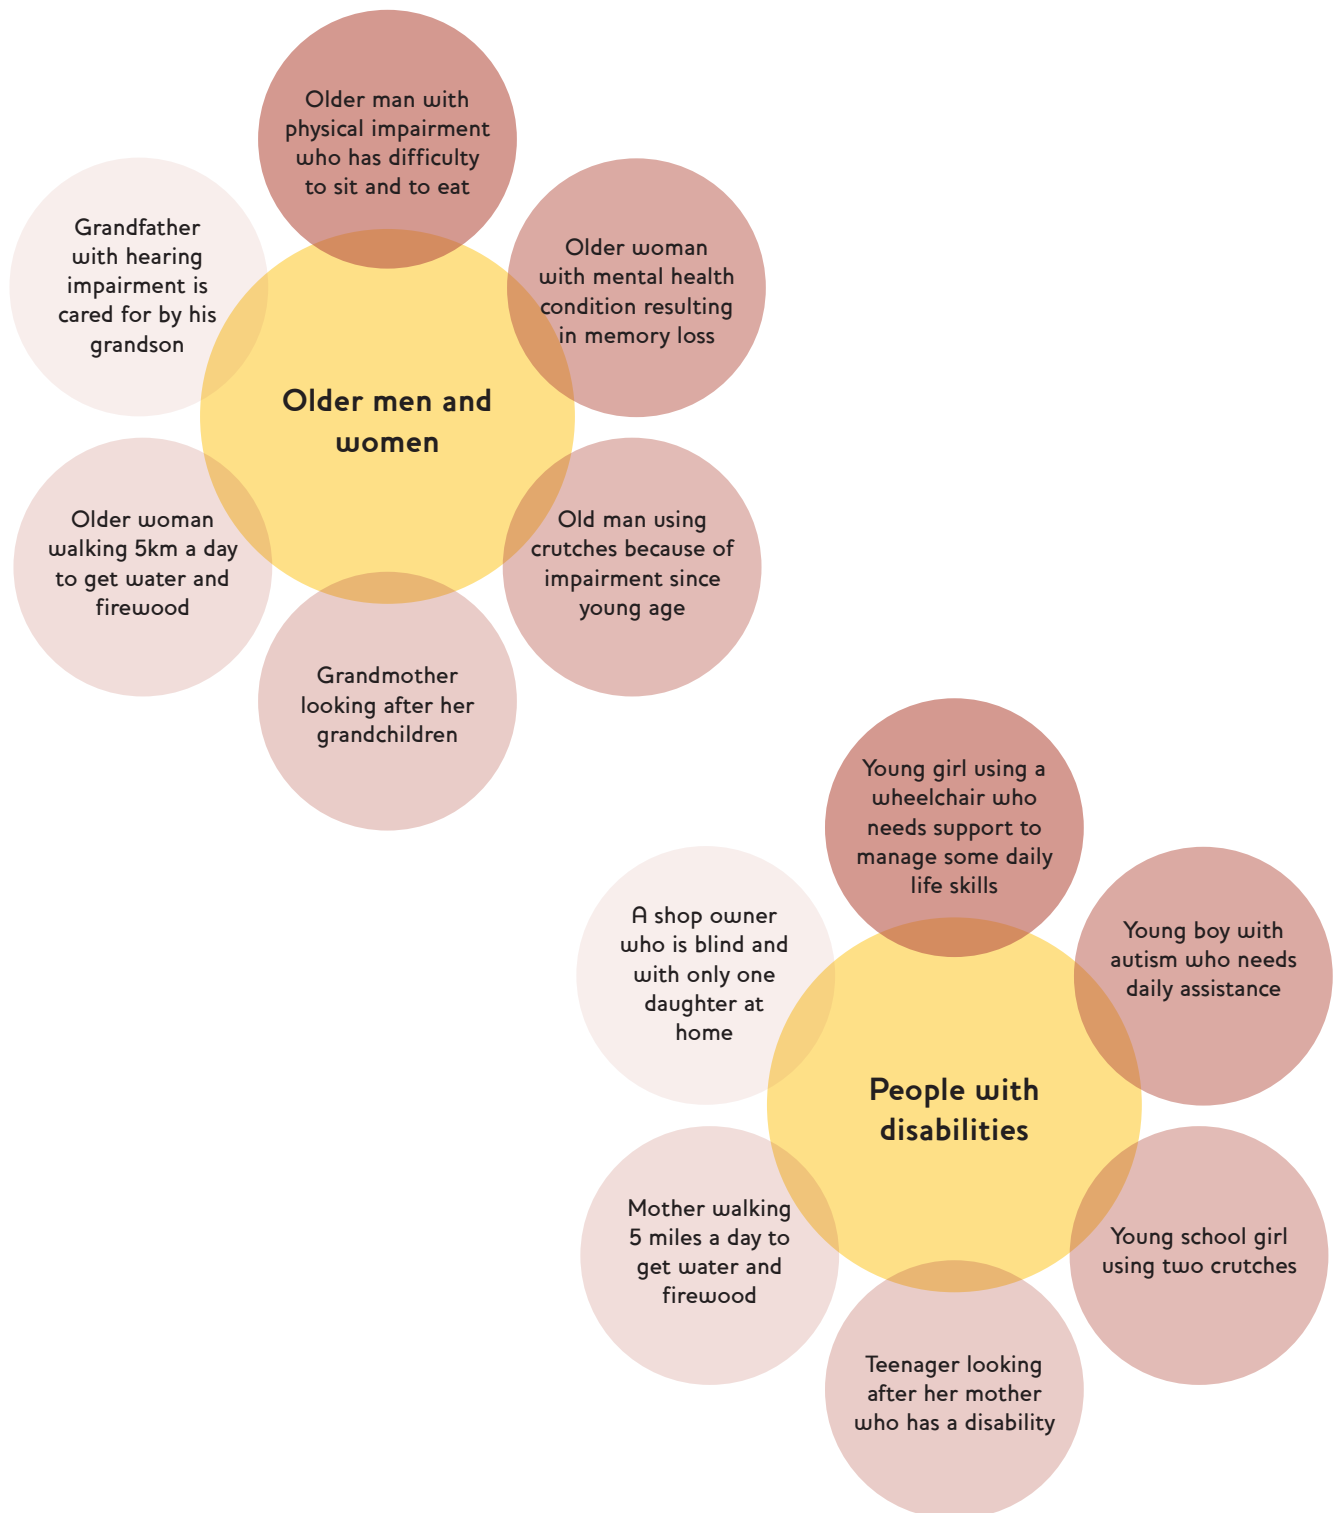 Older man with
physical impairment
who has difficulty
to sit and to eat
Grandfather
with hearing
impairment is
cared for by his
grandson
Older woman
with mental health
condition resulting
in memory loss
Older men and
women
Older woman
walking 5km a day
to get water and
firewood
Old man using
crutches because of
impairment since
young age
Grandmother
looking after her
grandchildren
Young girl using a
wheelchair who
needs support to
manage some daily
life skills
A shop owner
who is blind and
with only one
daughter at
home
Young boy with
autism who needs
daily assistance
People with
disabilities
Mother walking
5 miles a day to
get water and
firewood
Young school girl
using two crutches
Teenager looking
after her mother
who has a disability